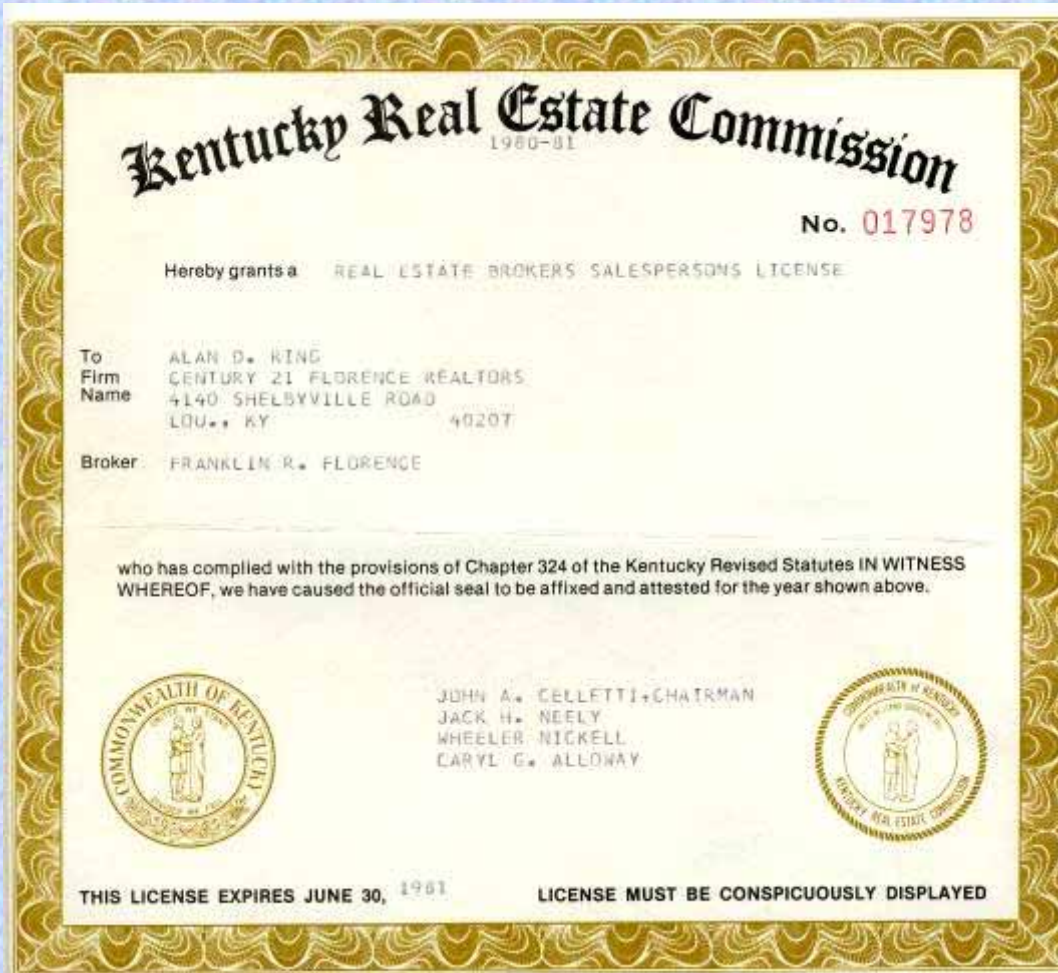 Kentucky Real Estate Commission
1980-81
No. 017978
Hereby grants a REAL ESTATE BROKERS SALESPERSONS LICENSE
To ALAN D. KING
Firm CENTURY 21 FLORENCE REALTORS
Name 4140 SHELBYVILLE ROAD
LOU., KY 40207
Broker FRANKLIN R. FLORENCE
who has complied with the provisions of Chapter 324 of the Kentucky Revised Statutes IN WITNESS
WHEREOF, we have caused the official seal to be affixed and attested for the year shown above.
JOHN A. CELLETTI,CHAIRMAN
JACK H. NEELY
WHEELER NICKELL
CARYL G. ALLOWAY
COMMONWEALTH OF KENTUCKY
COMMONWEALTH OF KENTUCKY
KENTUCKY REAL ESTATE COMMISSION
THIS LICENSE EXPIRES JUNE 30, 1981
LICENSE MUST BE CONSPICUOUSLY DISPLAYED